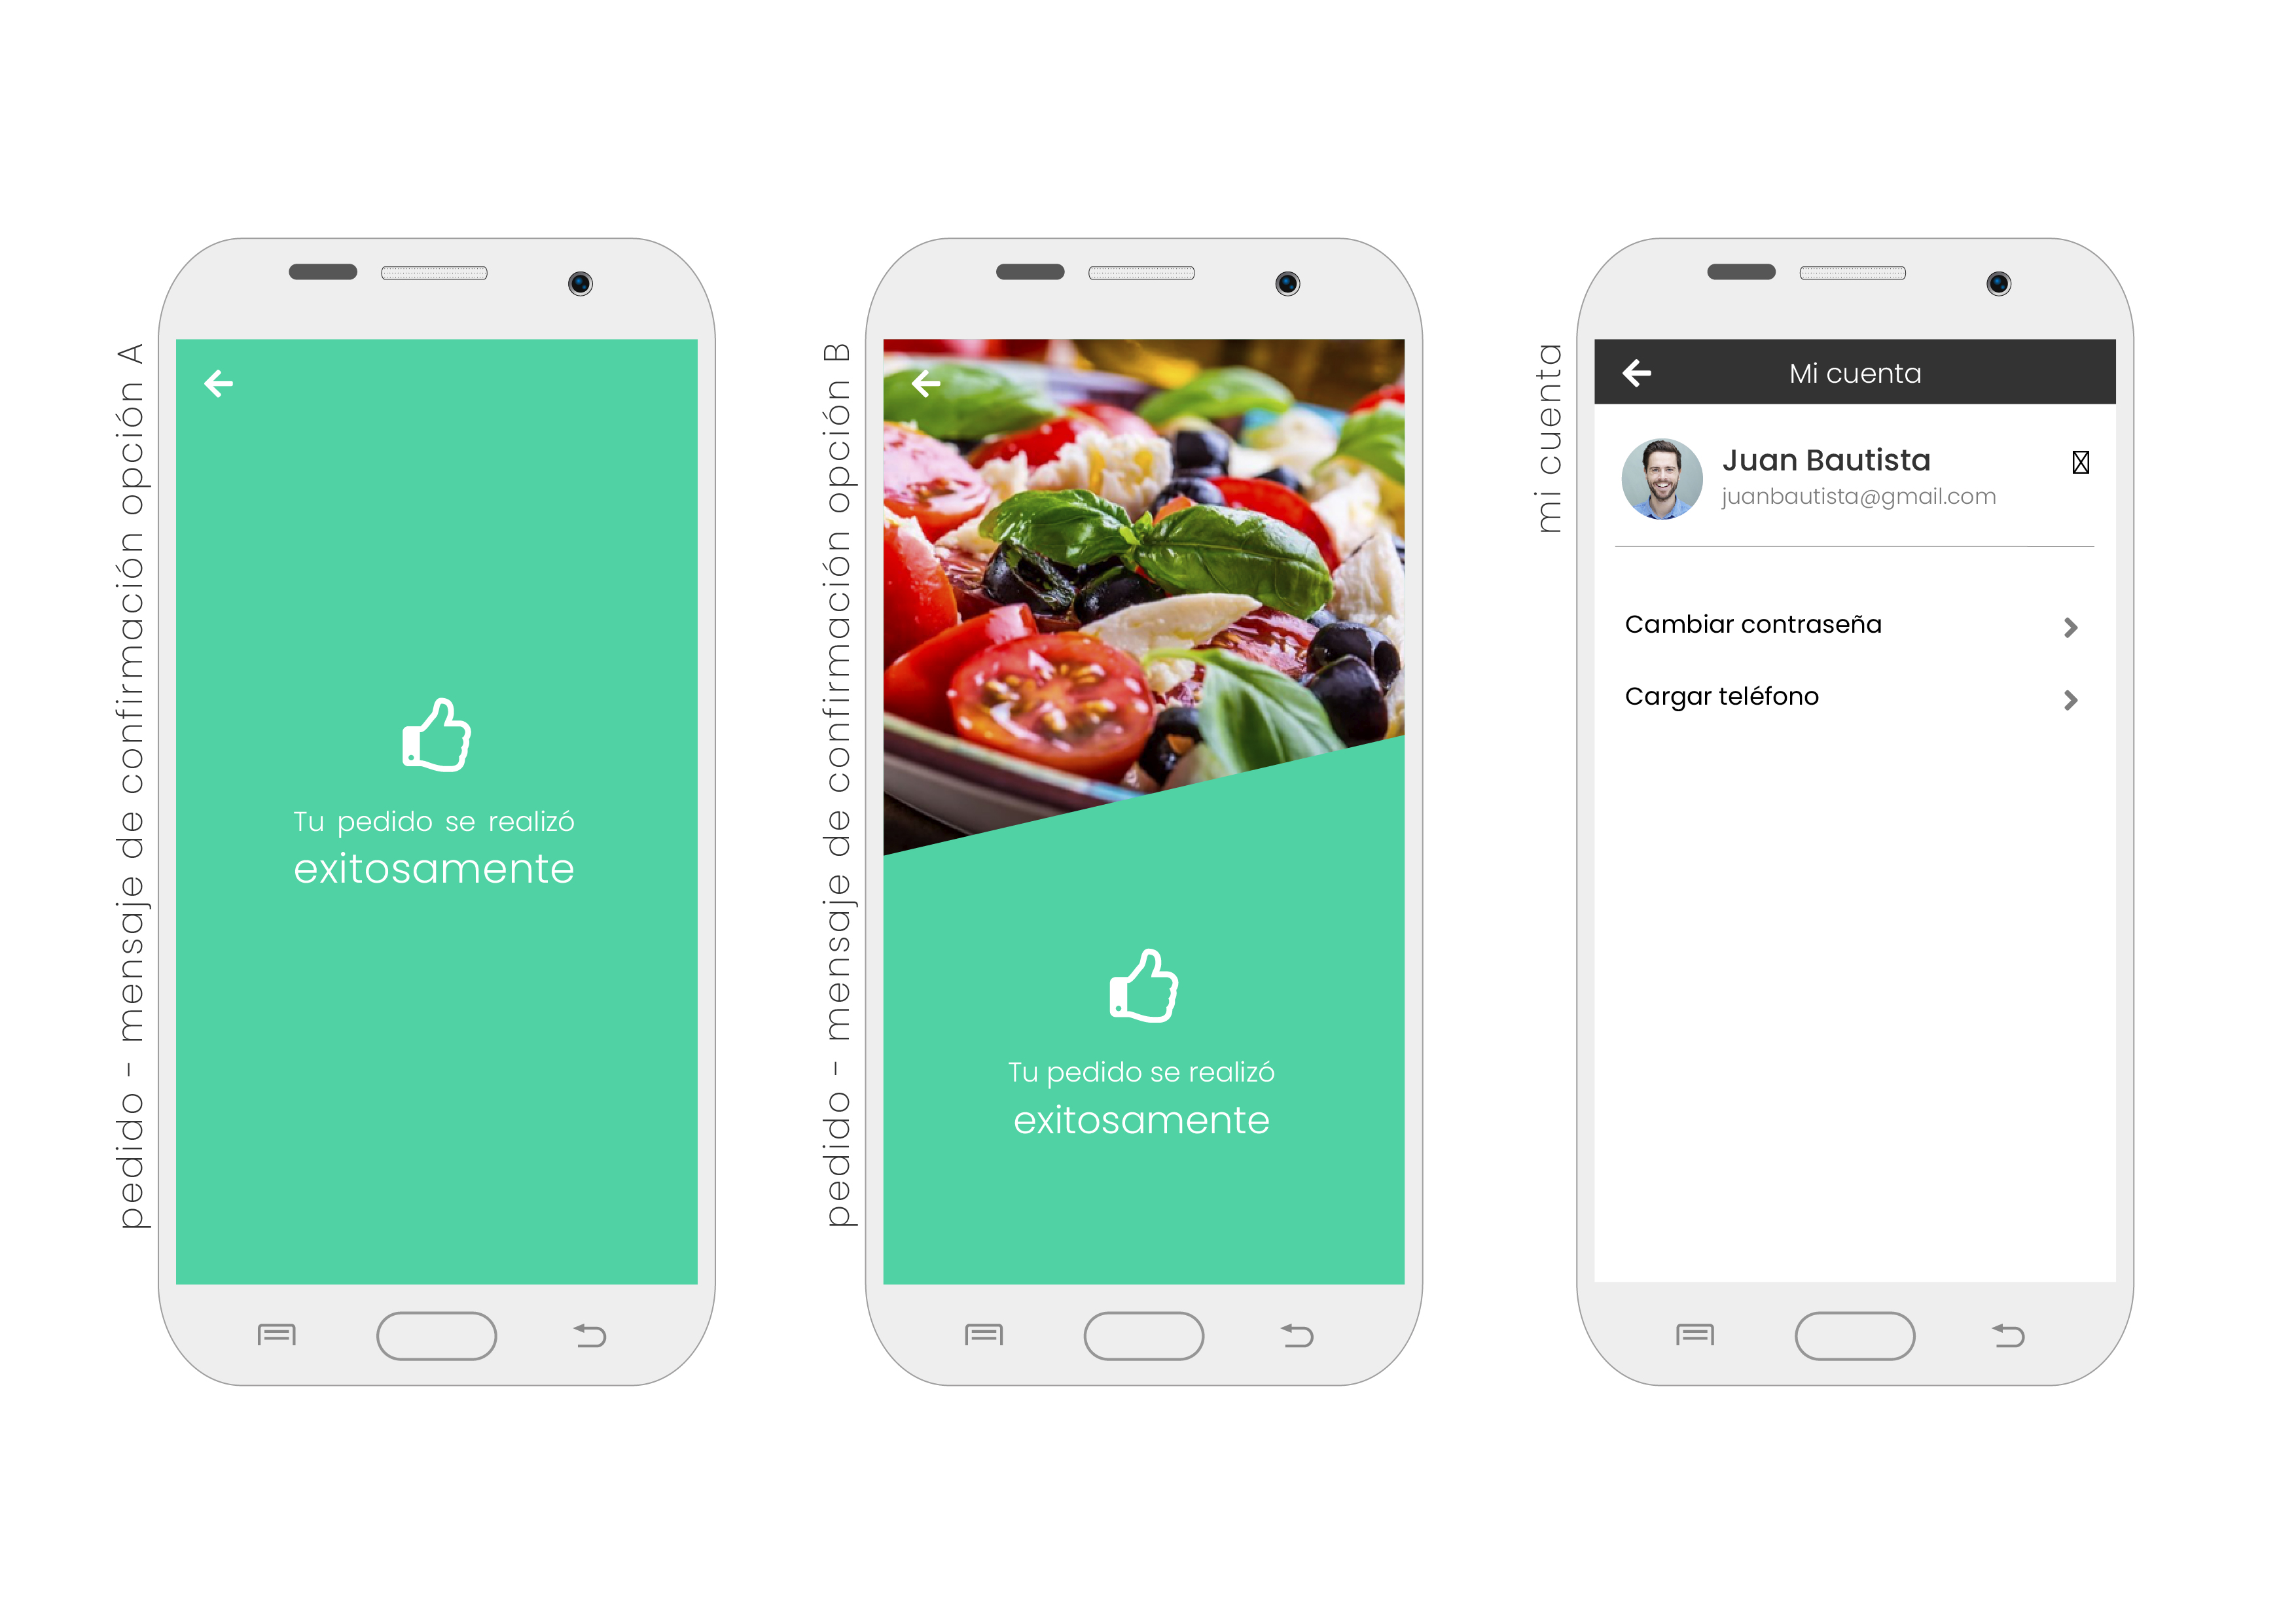 pedido - mensaje de confirmación opción A
Tu pedido se realizó
exitosamente
pedido - mensaje de confirmación opción B
Tu pedido se realizó
exitosamente
mi cuenta
Mi cuenta
Juan Bautista
juanbautista@gmail.com
Cambiar contraseña
Cargar teléfono